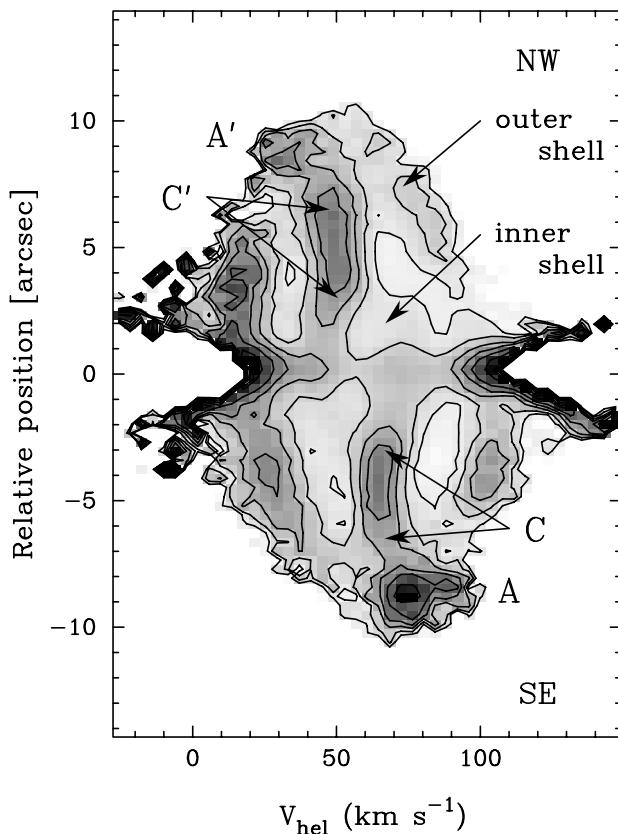 NW
10
A′
outer
shell
C′
5
inner
shell
0
Relative position [arcsec]
−5
C
A
−10
SE
0 50 100
V_hel (km s⁻¹)